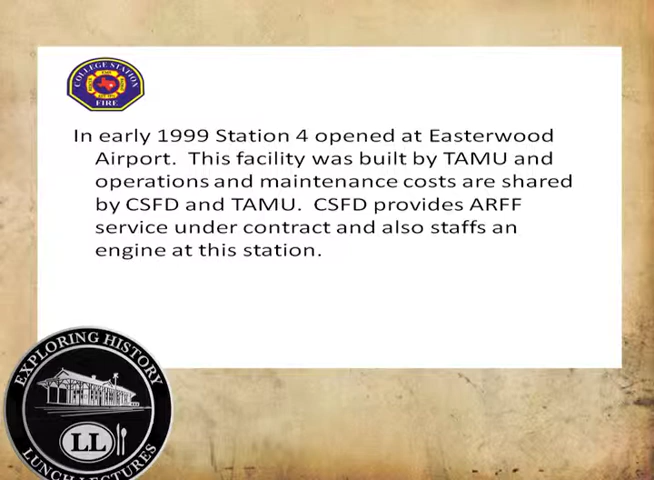 COLLEGE STATION
FIRE
In early 1999 Station 4 opened at Easterwood
Airport. This facility was built by TAMU and
operations and maintenance costs are shared
by CSFD and TAMU. CSFD provides ARFF
service under contract and also staffs an
engine at this station.
EXPLORING HISTORY
LL
LUNCH LECTURES